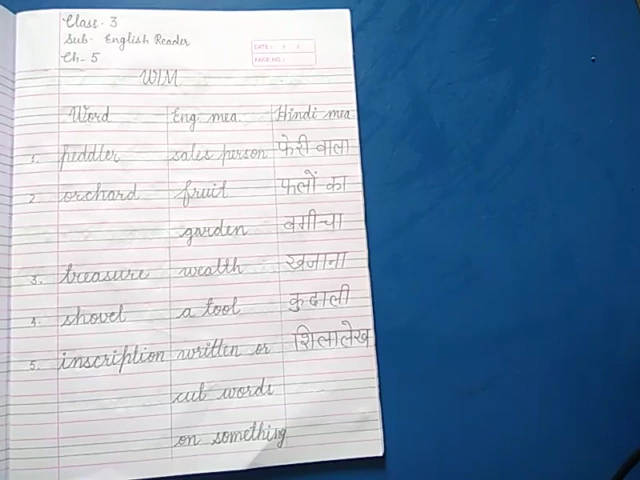 Class - 3
Sub- English Reader
Ch- 5
DATE: / /
PAGE NO.:
W/M
Word Eng mea. Hindi mea.
1. peddler sales person फेरी वाला
2. orchard fruit फलों का
garden बगीचा
3. treasure wealth खजाना
4. shovel a tool कुदाली
5. inscription written or शिलालेख
cut words
on something